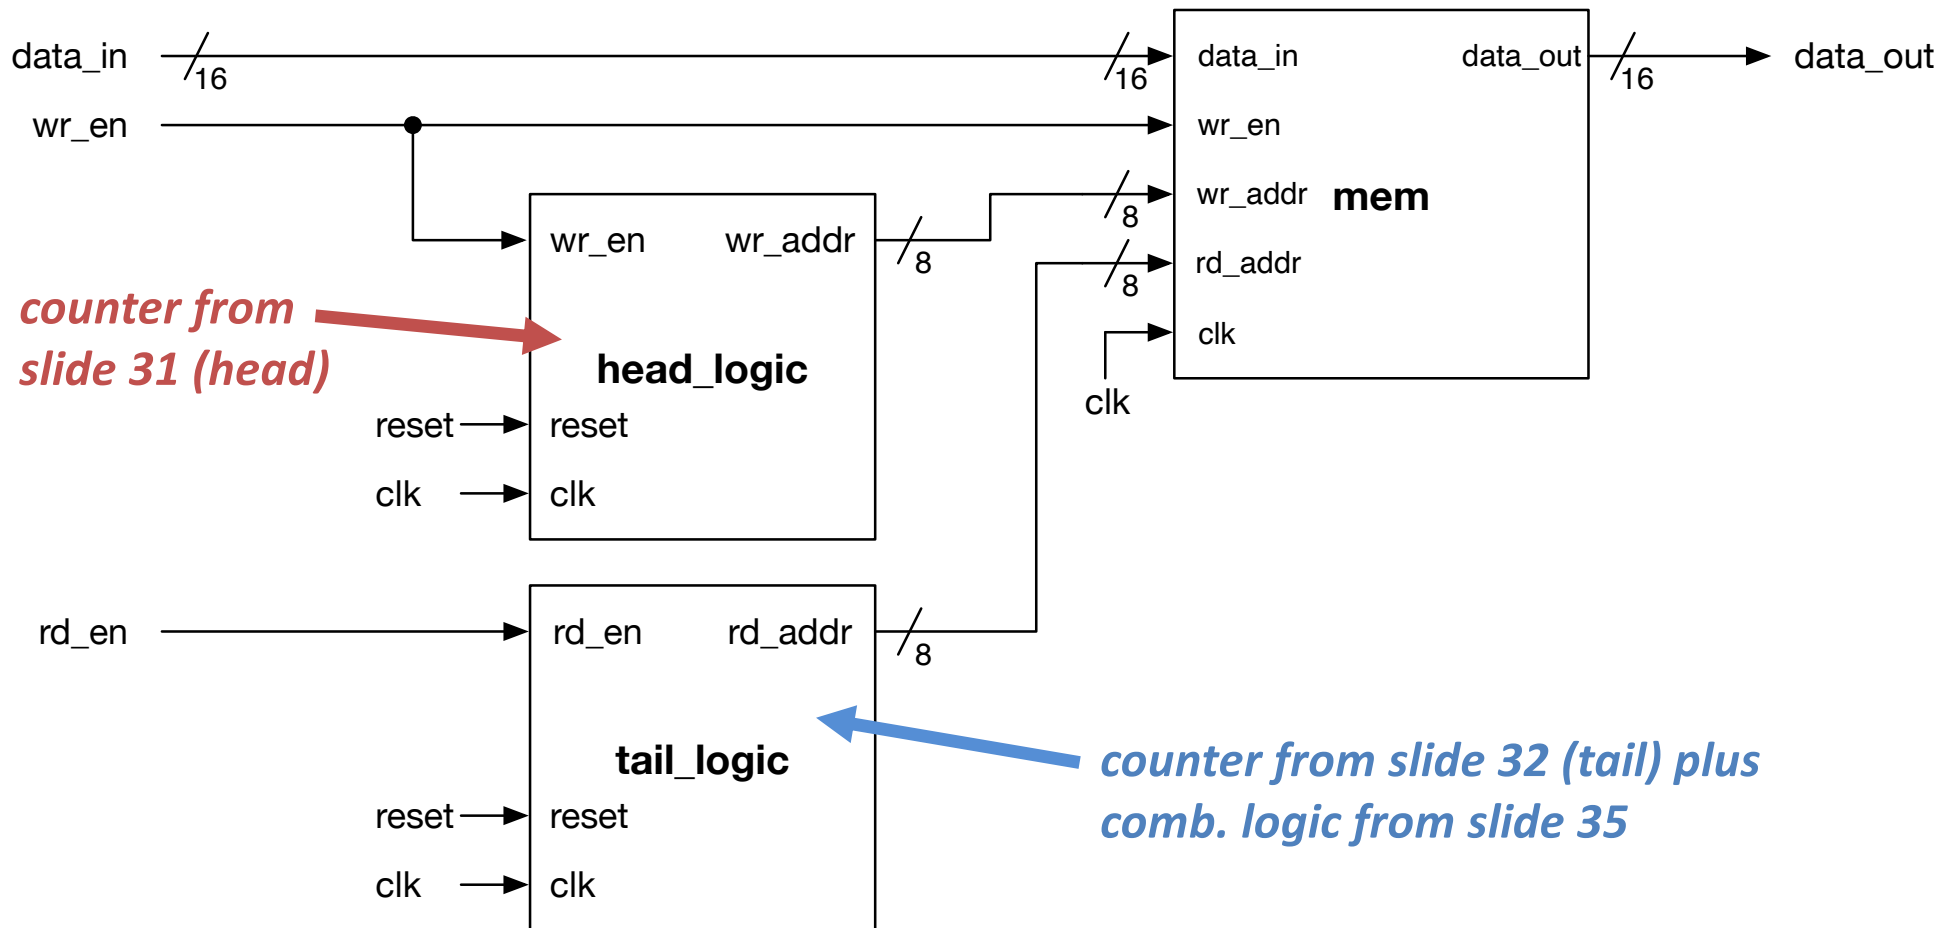 data_in
16
16
data_in
data_out
16
data_out
wr_en
wr_en
wr_en
wr_addr
8
8
wr_addr
mem
8
rd_addr
clk
clk
counter from
slide 31 (head)
head_logic
reset
reset
clk
clk
rd_en
rd_en
rd_addr
8
tail_logic
counter from slide 32 (tail) plus
comb. logic from slide 35
reset
reset
clk
clk